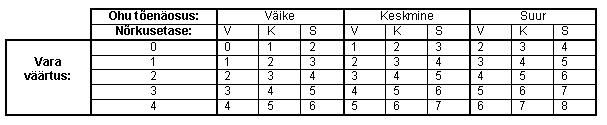 Ohu tõenäosus: Väike Keskmine Suur
Nõrkusetase: V K S V K S V K S
Vara väärtus: 0 0 1 2 1 2 3 2 3 4
1 1 2 3 2 3 4 3 4 5
2 2 3 4 3 4 5 4 5 6
3 3 4 5 4 5 6 5 6 7
4 4 5 6 5 6 7 6 7 8